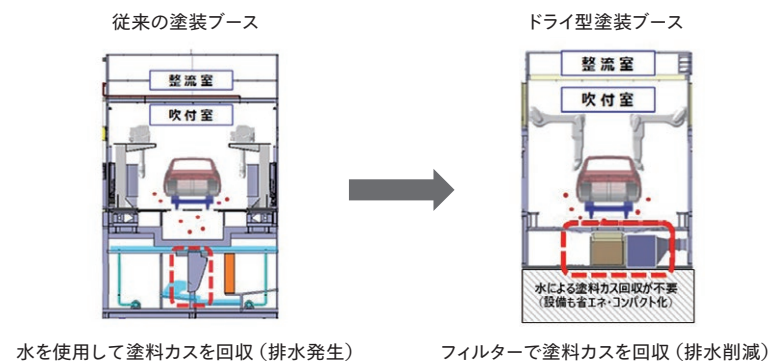 従来の塗装ブース
整流室
吹付室
水を使用して塗料カスを回収（排水発生）
ドライ型塗装ブース
整流室
吹付室
水による塗料カス回収が不要
（設備も省エネ・コンパクト化）
フィルターで塗料カスを回収（排水削減）